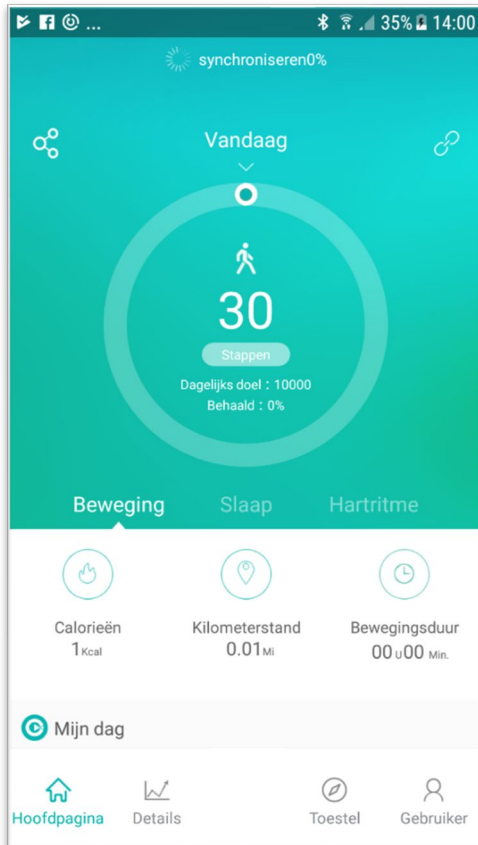 ... 35% 14:00
synchroniseren0%
Vandaag
30
Stappen
Dagelijks doel : 10000
Behaald : 0%
Beweging Slaap Hartritme
Calorieën Kilometerstand Bewegingsduur
1Kcal 0.01Mi 00U00 Min.
Mijn dag
Hoofdpagina Details Toestel Gebruiker